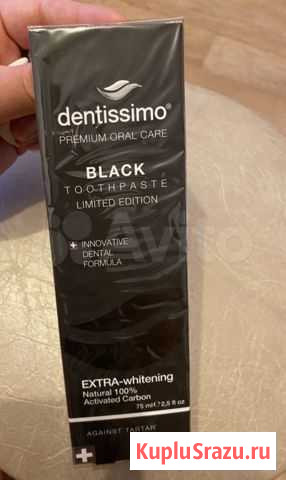 dentissimo®
PREMIUM ORAL CARE
BLACK
TOOTHPASTE
LIMITED EDITION
+ INNOVATIVE
DENTAL
FORMULA
Avito
EXTRA-whitening
Natural 100%
Activated Carbon
75 ml ℮ 2,5 fl oz
AGAINST TARTAR
KupluSrazu.ru